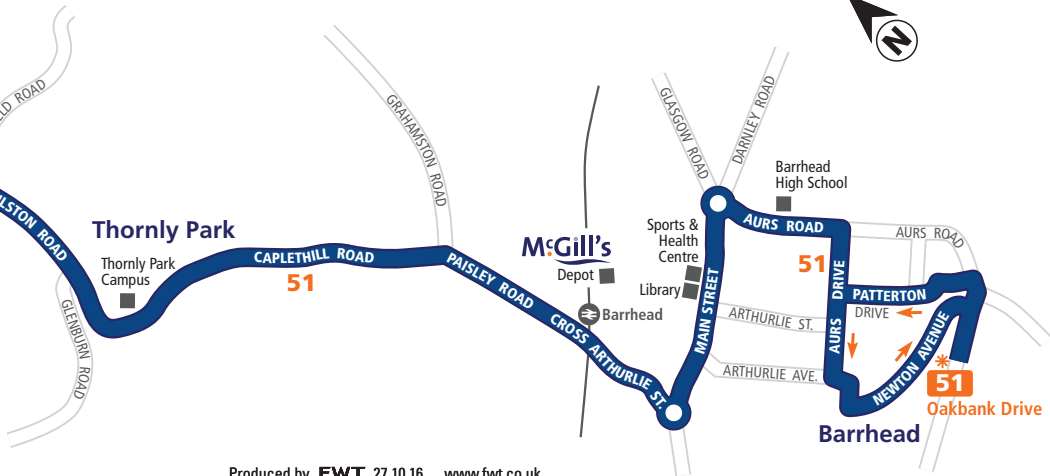 N
LD ROAD
GRAHAMSTON ROAD
GLASGOW ROAD
DARNLEY ROAD
Barrhead
High School
LSTON ROAD
Thornly Park
Thornly Park
Campus
GLENBURN ROAD
CAPLETHILL ROAD
51
PAISLEY ROAD
CROSS ARTHURLIE ST.
McGill's
Depot
Barrhead
Sports &
Health
Centre
Library
MAIN STREET
AURS ROAD
AURS ROAD
51
AURS DRIVE
PATTERTON
DRIVE
ARTHURLIE ST.
ARTHURLIE AVE.
NEWTON AVENUE
51
Oakbank Drive
Barrhead
Produced by FWT 27.10.16 www.fwt.co.uk